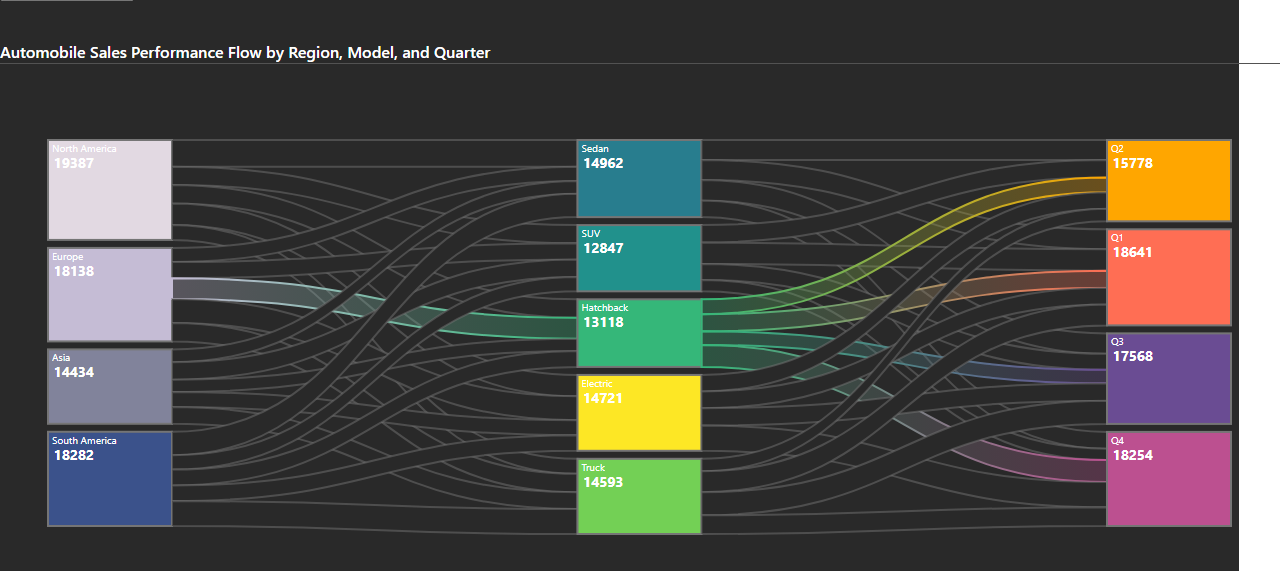 Automobile Sales Performance Flow by Region, Model, and Quarter
North America
19387
Europe
18138
Asia
14434
South America
18282
Sedan
14962
SUV
12847
Hatchback
13118
Electric
14721
Truck
14593
Q2
15778
Q1
18641
Q3
17568
Q4
18254